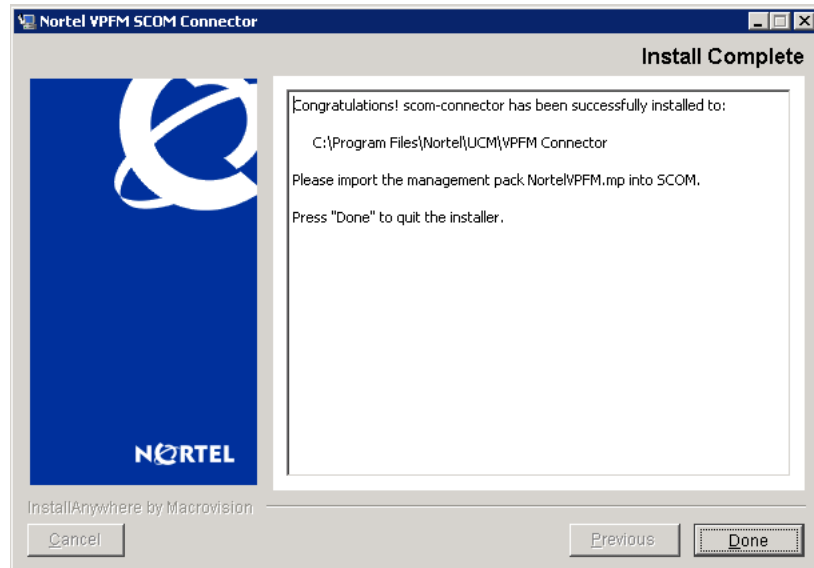 Nortel VPFM SCOM Connector
Install Complete
Congratulations! scom-connector has been successfully installed to:
C:\Program Files\Nortel\UCM\VPFM Connector
Please import the management pack NortelVPFM.mp into SCOM.
Press "Done" to quit the installer.
NORTEL
InstallAnywhere by Macrovision
Cancel
Previous
Done